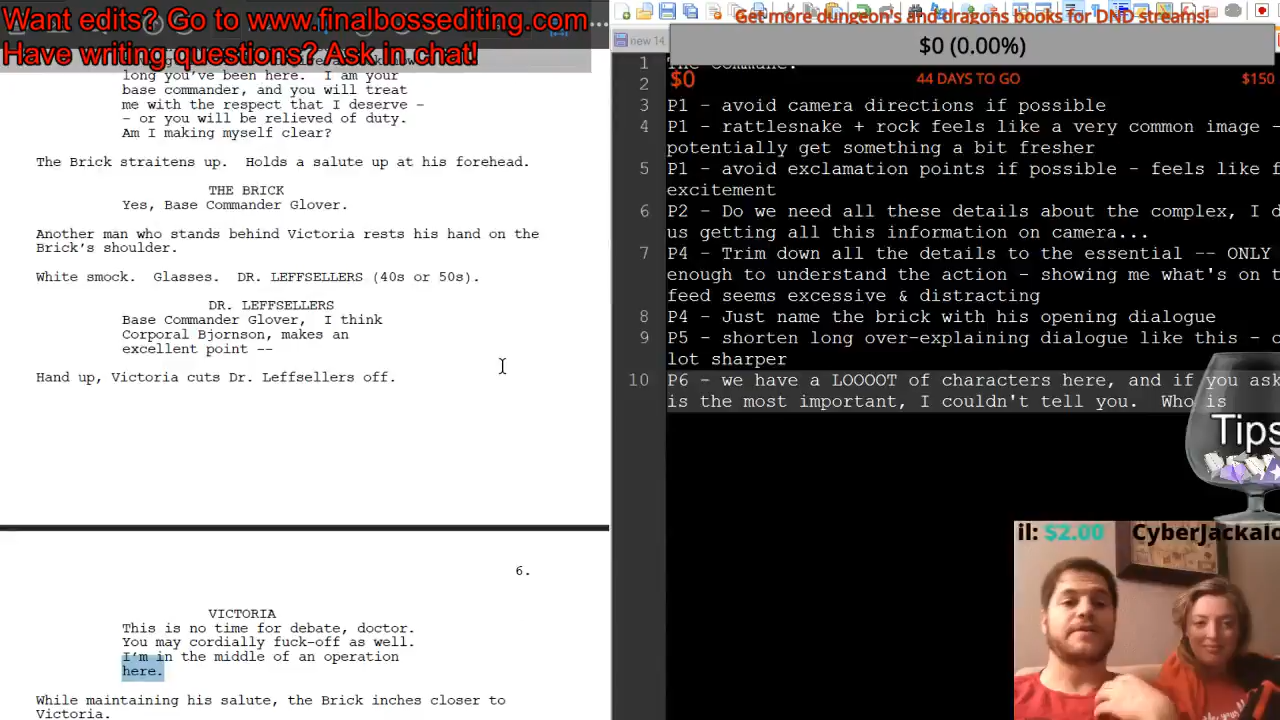 Want edits? Go to www.finalbossediting.com
Have writing questions? Ask in chat!
long you've been here.  I am your
base commander, and you will treat
me with the respect that I deserve –
– or you will be relieved of duty.
Am I making myself clear?
The Brick straitens up.  Holds a salute up at his forehead.
THE BRICK
Yes, Base Commander Glover.
Another man who stands behind Victoria rests his hand on the
Brick's shoulder.
White smock.  Glasses.  DR. LEFFSELLERS (40s or 50s).
DR. LEFFSELLERS
Base Commander Glover,  I think
Corporal Bjornson, makes an
excellent point --
Hand up, Victoria cuts Dr. Leffsellers off.
6.
VICTORIA
This is no time for debate, doctor.
You may cordially fuck-off as well.
I'm in the middle of an operation
here.
While maintaining his salute, the Brick inches closer to
Victoria.
Get more dungeon's and dragons books for DND streams!
new 14
$0 (0.00%)
$0
44 DAYS TO GO
$150
1 The Commune.
2
3 P1 - avoid camera directions if possible
4 P1 - rattlesnake + rock feels like a very common image -
potentially get something a bit fresher
5 P1 - avoid exclamation points if possible - feels like f
excitement
6 P2 - Do we need all these details about the complex, I d
us getting all this information on camera...
7 P4 - Trim down all the details to the essential -- ONLY
enough to understand the action - showing me what's on t
feed seems excessive & distracting
8 P4 - Just name the brick with his opening dialogue
9 P5 - shorten long over-explaining dialogue like this - c
lot sharper
10 P6 - we have a LOOOOT of characters here, and if you ask
is the most important, I couldn't tell you.  Who is
Tips
il: $2.00 CyberJackalo